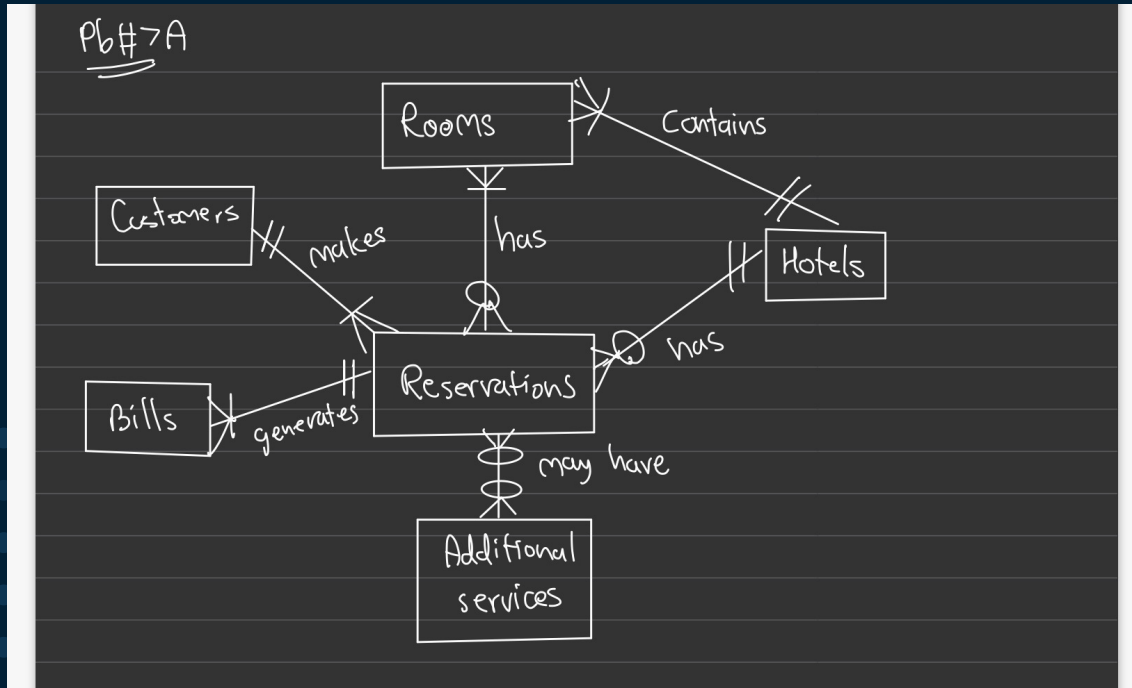 Pb#7A
Rooms
Contains
Customers
makes
has
Hotels
has
Reservations
Bills
generates
may have
Additional
services